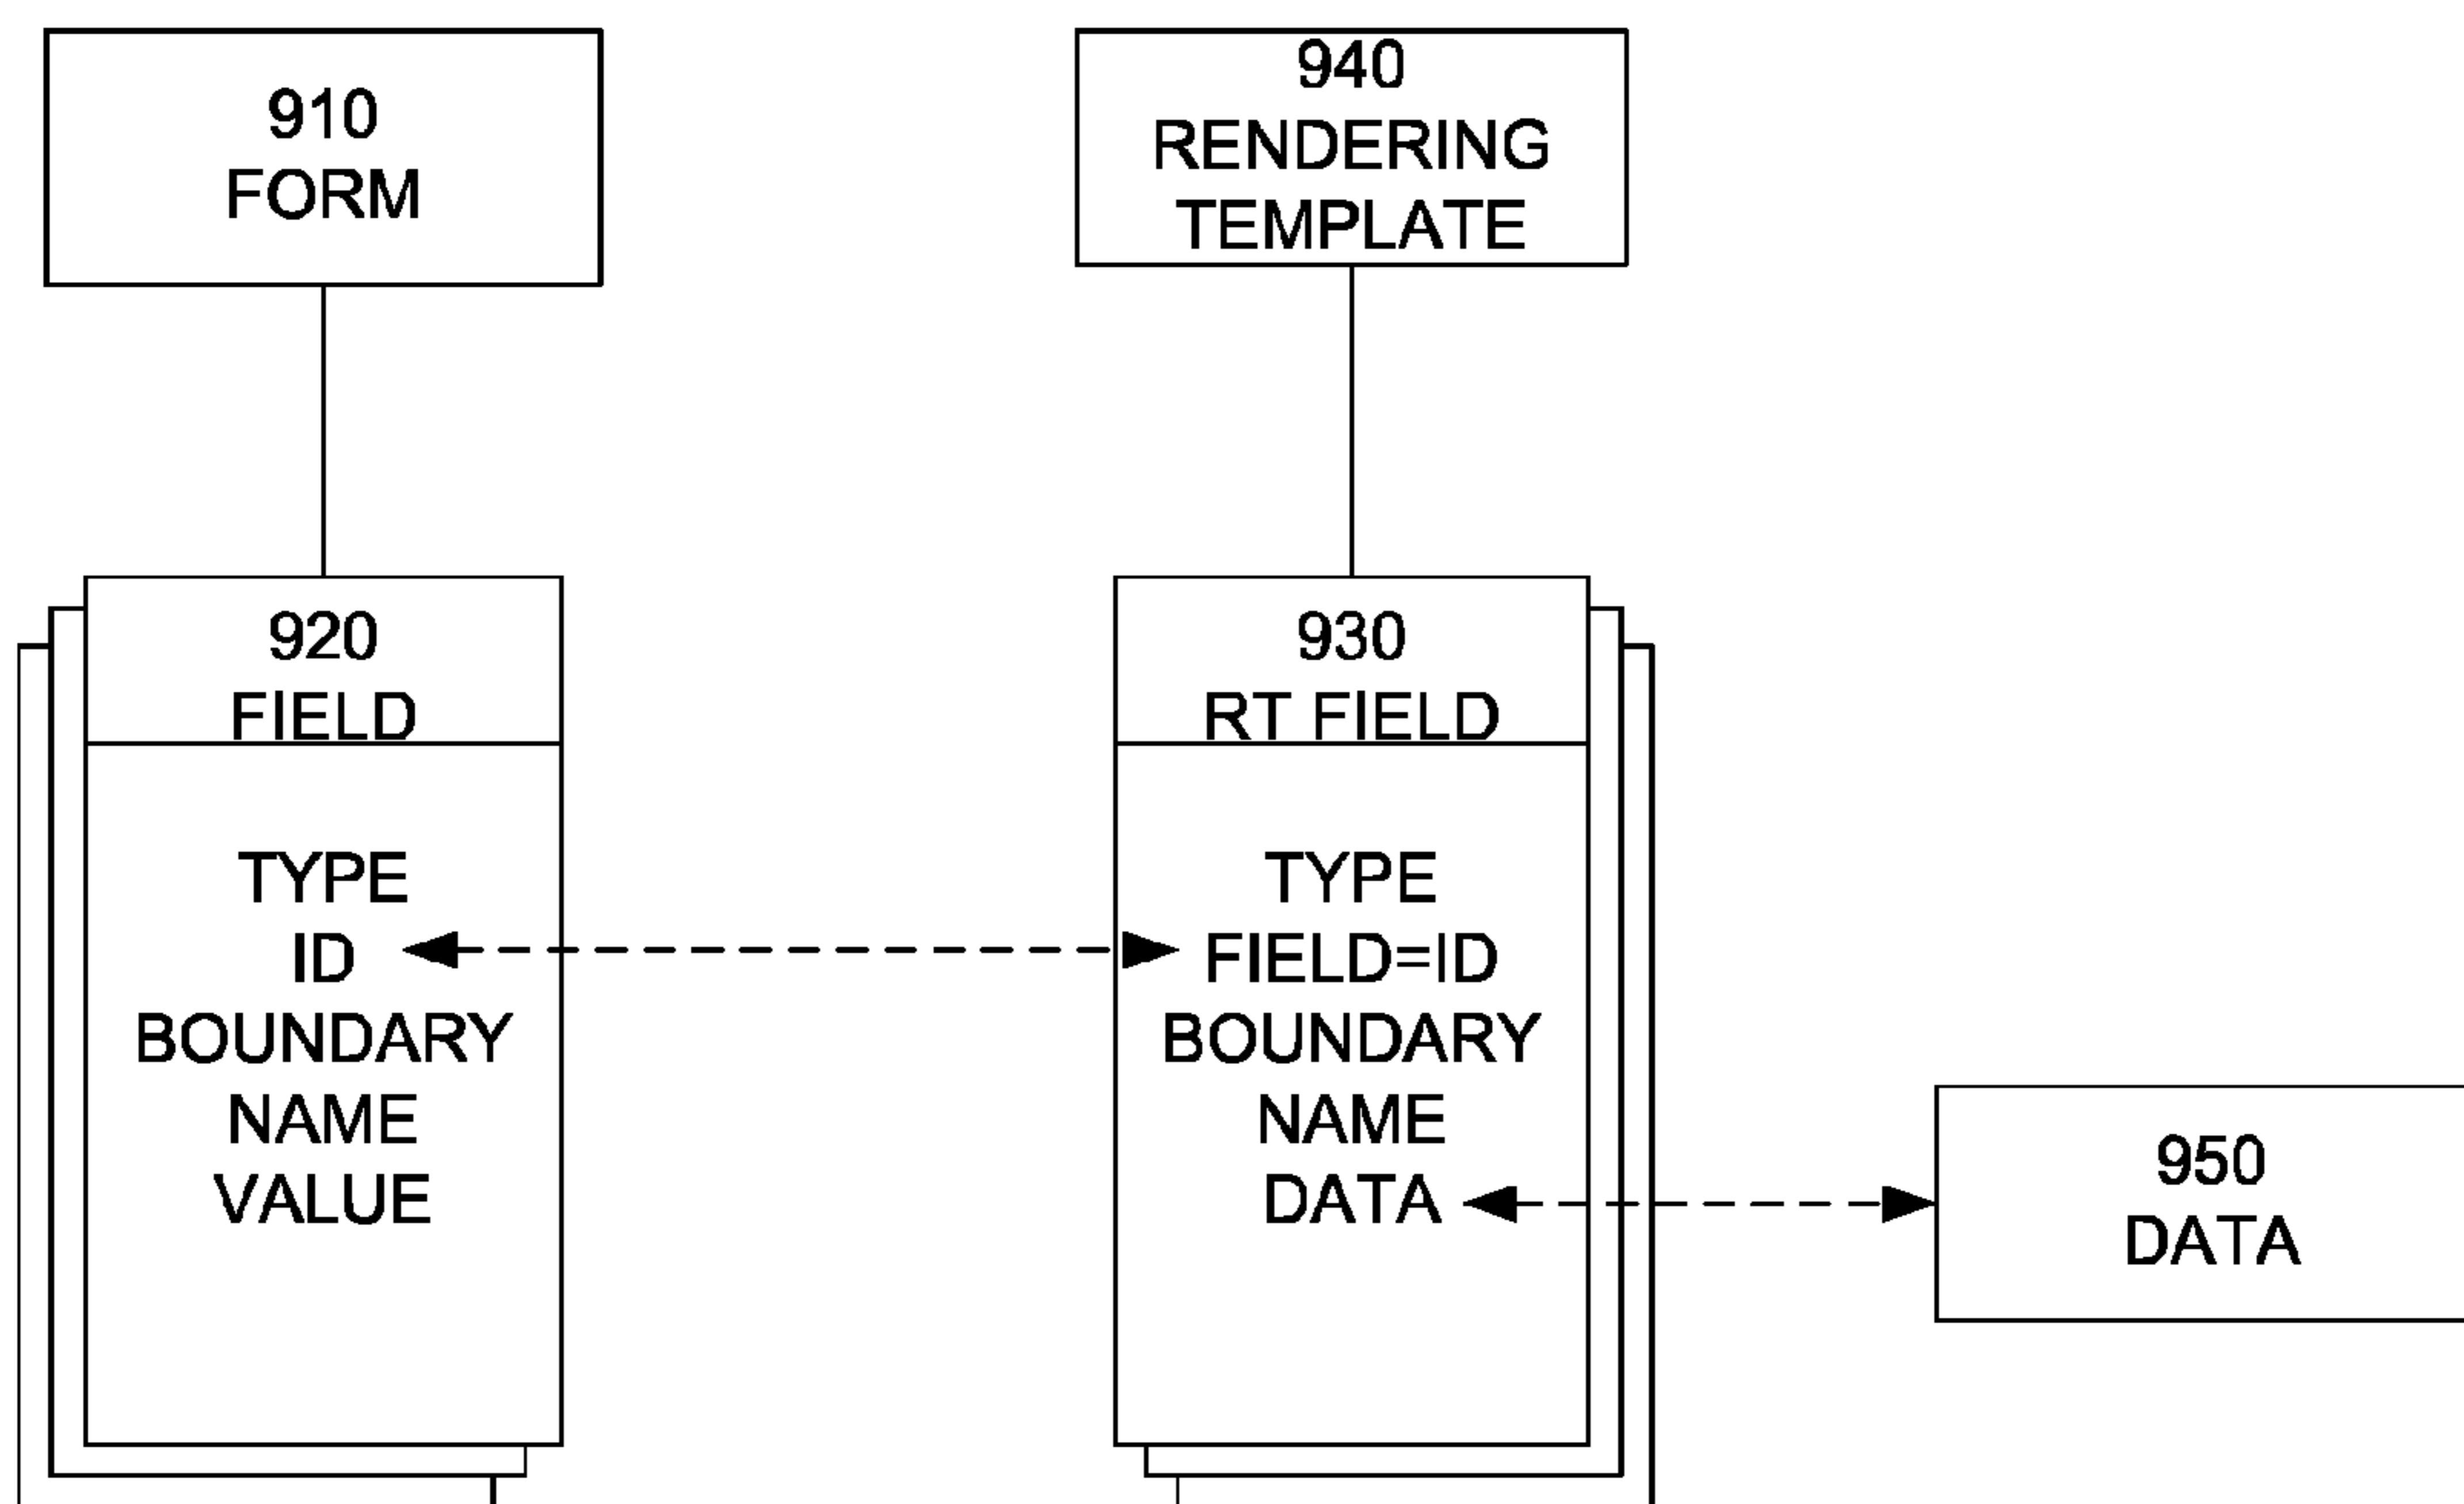 910
FORM
940
RENDERING
TEMPLATE
920
FIELD
TYPE
ID
BOUNDARY
NAME
VALUE
930
RT FIELD
TYPE
FIELD=ID
BOUNDARY
NAME
DATA
950
DATA